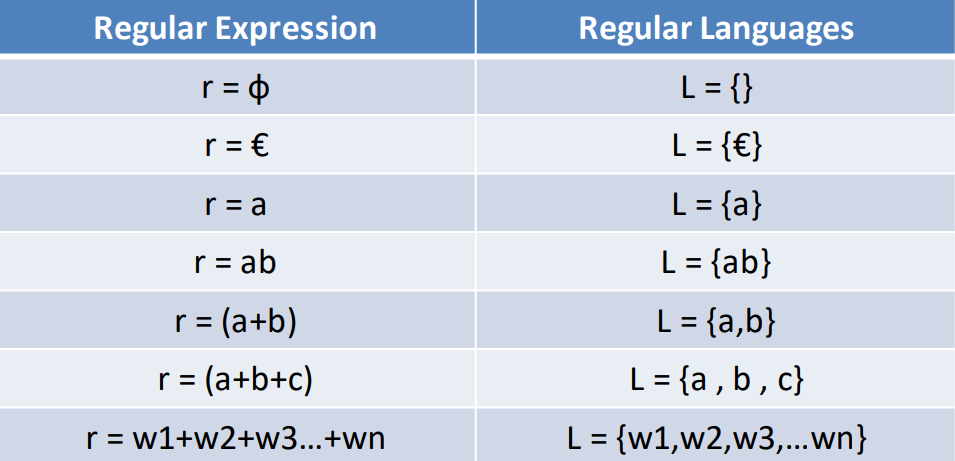 Regular Expression Regular Languages
r = ф L = {}
r = € L = {€}
r = a L = {a}
r = ab L = {ab}
r = (a+b) L = {a,b}
r = (a+b+c) L = {a , b , c}
r = w1+w2+w3...+wn L = {w1,w2,w3,...wn}